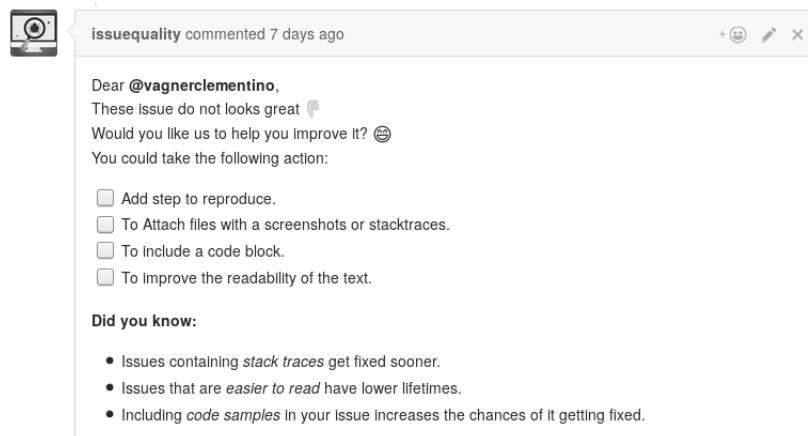 issuequality commented 7 days ago
Dear @vagnerclementino,
These issue do not looks great
Would you like us to help you improve it?
You could take the following action:
Add step to reproduce.
To Attach files with a screenshots or stacktraces.
To include a code block.
To improve the readability of the text.
Did you know:
Issues containing stack traces get fixed sooner.
Issues that are easier to read have lower lifetimes.
Including code samples in your issue increases the chances of it getting fixed.